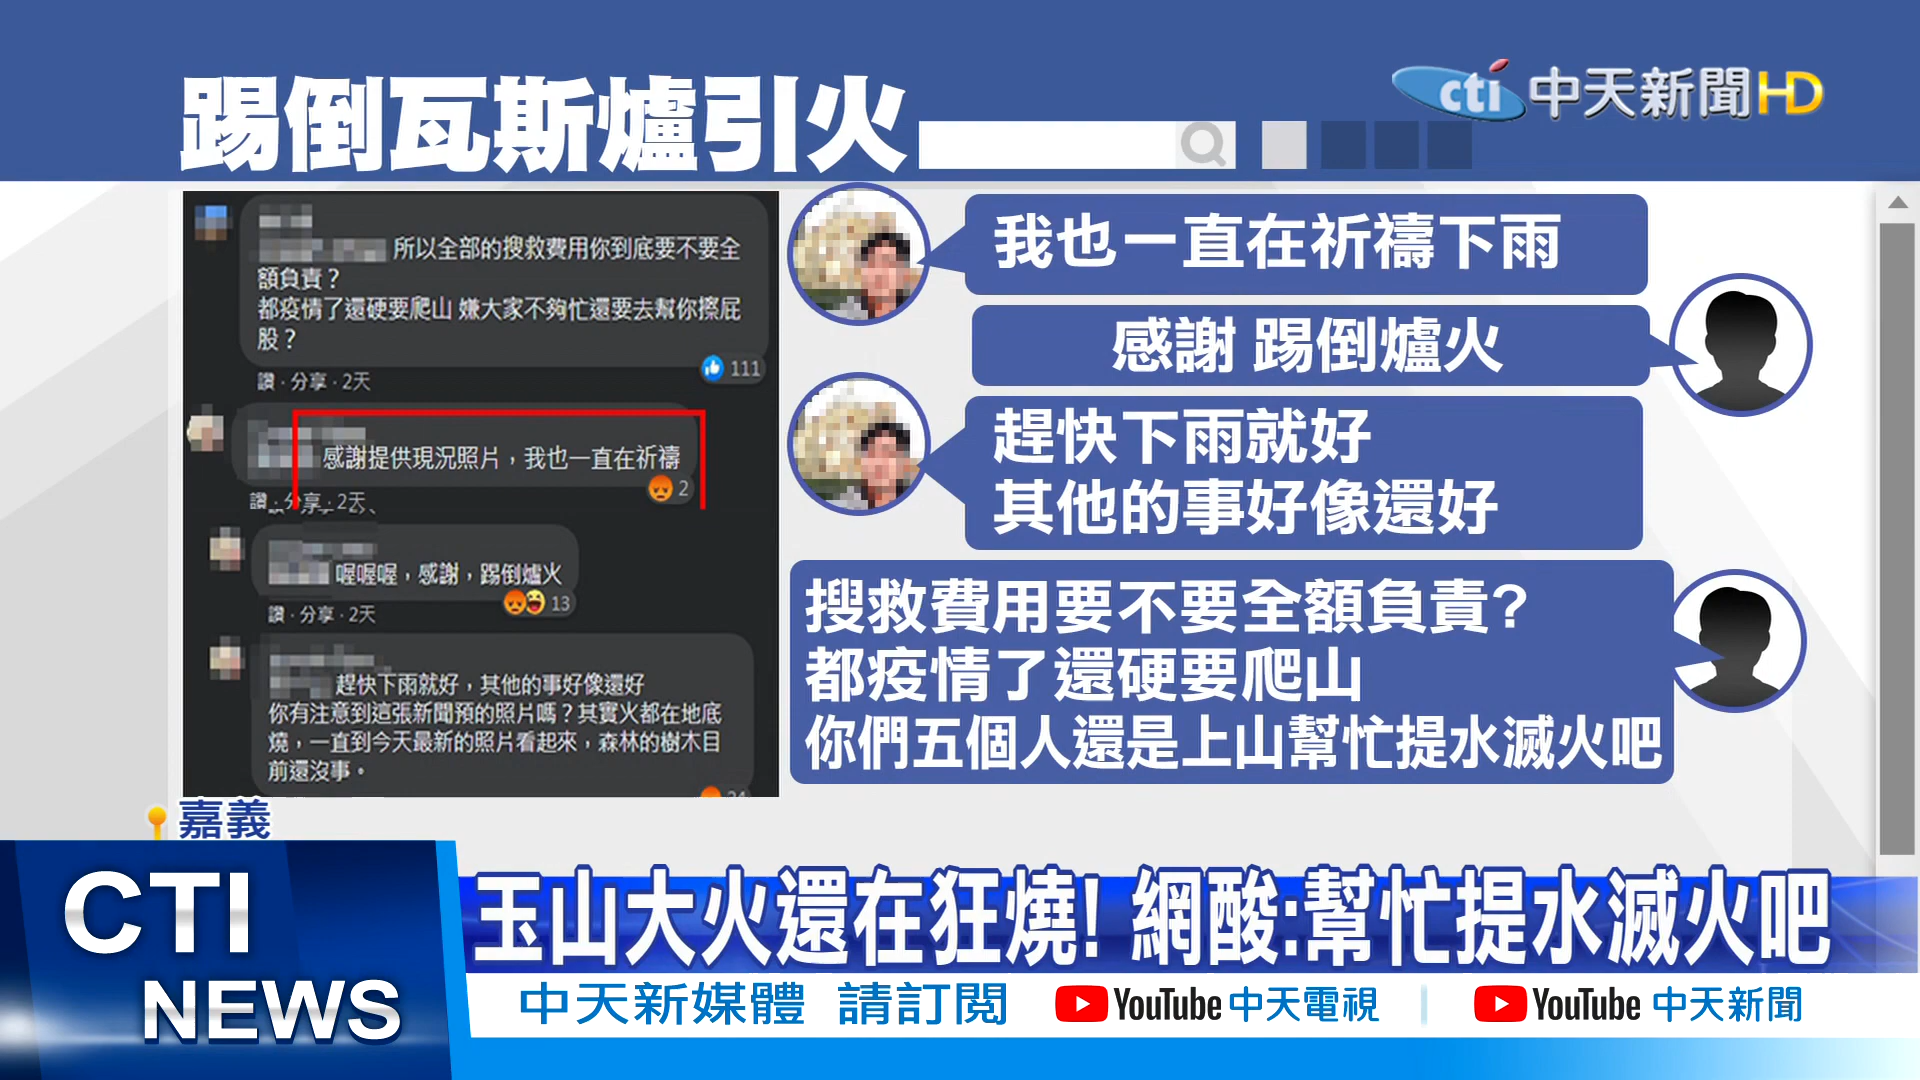 踢倒瓦斯爐引火
cti 中天新聞HD
所以全部的搜救費用你到底要不要全
額負責？
都疫情了還硬要爬山 嫌大家不夠忙還要去幫你擦屁
股？
111
讚 · 分享 · 2天
感謝提供現況照片，我也一直在祈禱
2
讚 · 分享 · 2天
喔喔喔，感謝，踢倒爐火
13
讚 · 分享 · 2天
趕快下雨就好，其他的事好像還好
你有注意到這張新聞預的照片嗎？其實火都在地底
燒，一直到今天最新的照片看起來，森林的樹木目
前還沒事。
我也一直在祈禱下雨
感謝 踢倒爐火
趕快下雨就好
其他的事好像還好
搜救費用要不要全額負責?
都疫情了還硬要爬山
你們五個人還是上山幫忙提水滅火吧
嘉義
CTI
NEWS
玉山大火還在狂燒! 網酸:幫忙提水滅火吧
中天新媒體 請訂閱 YouTube 中天電視 | YouTube 中天新聞